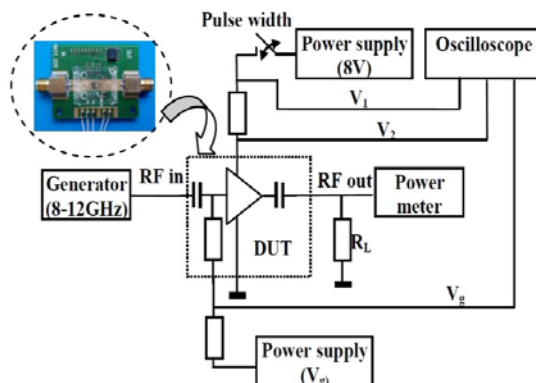 Pulse width
Power supply
(8V)
Oscilloscope
V1
V2
Generator
(8-12GHz)
RF in
RF out
Power
meter
DUT
RL
Vg
Power supply
(Vg)